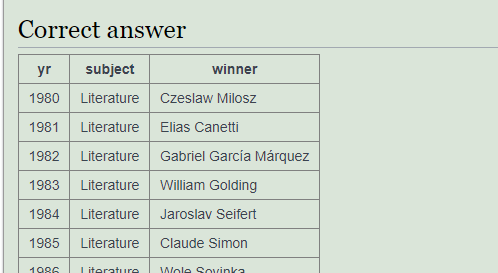 Correct answer
yr subject winner
1980 Literature Czeslaw Milosz
1981 Literature Elias Canetti
1982 Literature Gabriel García Márquez
1983 Literature William Golding
1984 Literature Jaroslav Seifert
1985 Literature Claude Simon
1986 Literature Wole Soyinka